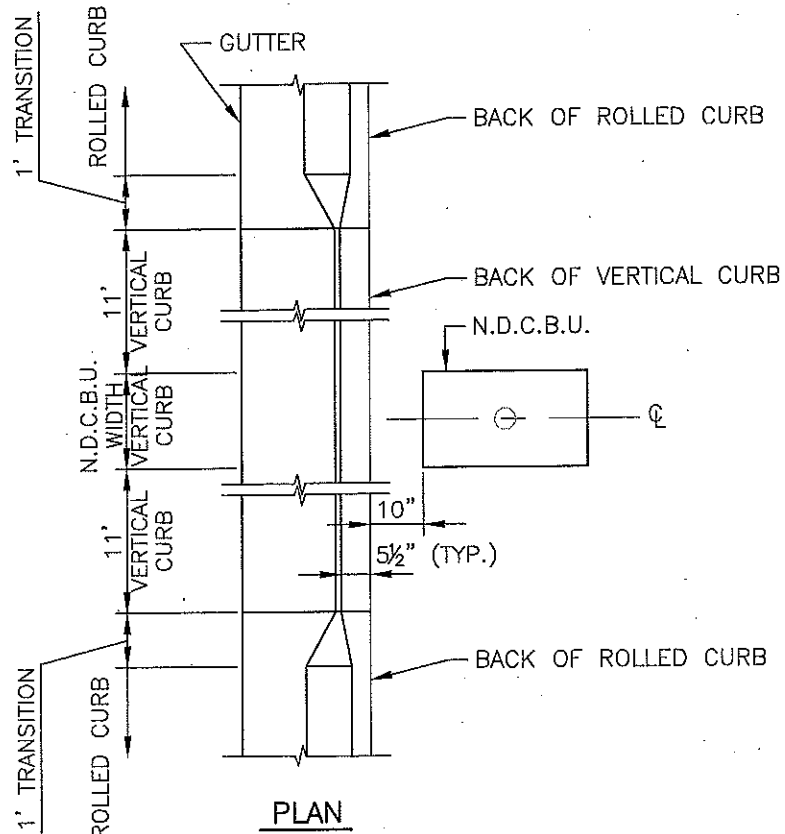 1' TRANSITION
ROLLED CURB
GUTTER
BACK OF ROLLED CURB
11'
VERTICAL
CURB
BACK OF VERTICAL CURB
N.D.C.B.U.
N.D.C.B.U.
WIDTH
VERTICAL
CURB
℄
11'
VERTICAL
CURB
10"
5½" (TYP.)
BACK OF ROLLED CURB
1' TRANSITION
ROLLED CURB
PLAN